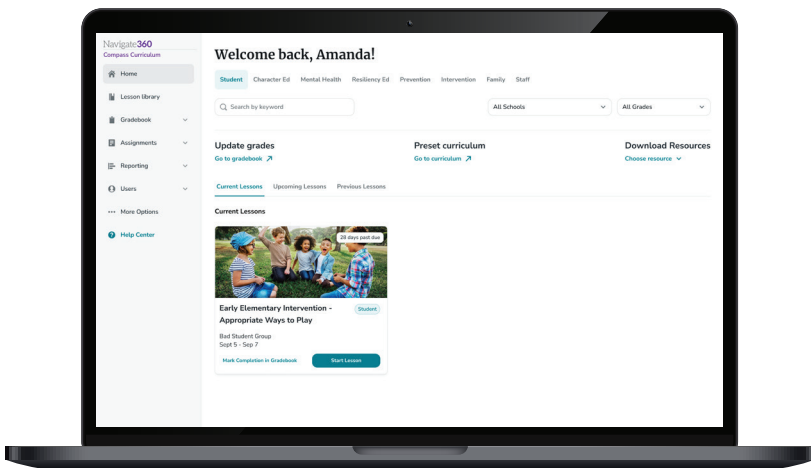 Navigate360
Compass Curriculum
Home
Lesson library
Gradebook
Assignments
Reporting
Users
More Options
Help Center
Welcome back, Amanda!
Student Character Ed Mental Health Resiliency Ed Prevention Intervention Family Staff
Search by keyword
All Schools
All Grades
Update grades
Go to gradebook
Preset curriculum
Go to curriculum
Download Resources
Choose resource
Current Lessons Upcoming Lessons Previous Lessons
Current Lessons
28 days past due
Early Elementary Intervention -
Appropriate Ways to Play
Student
Bad Student Group
Sept 5 - Sep 7
Mark Completion in Gradebook
Start Lesson